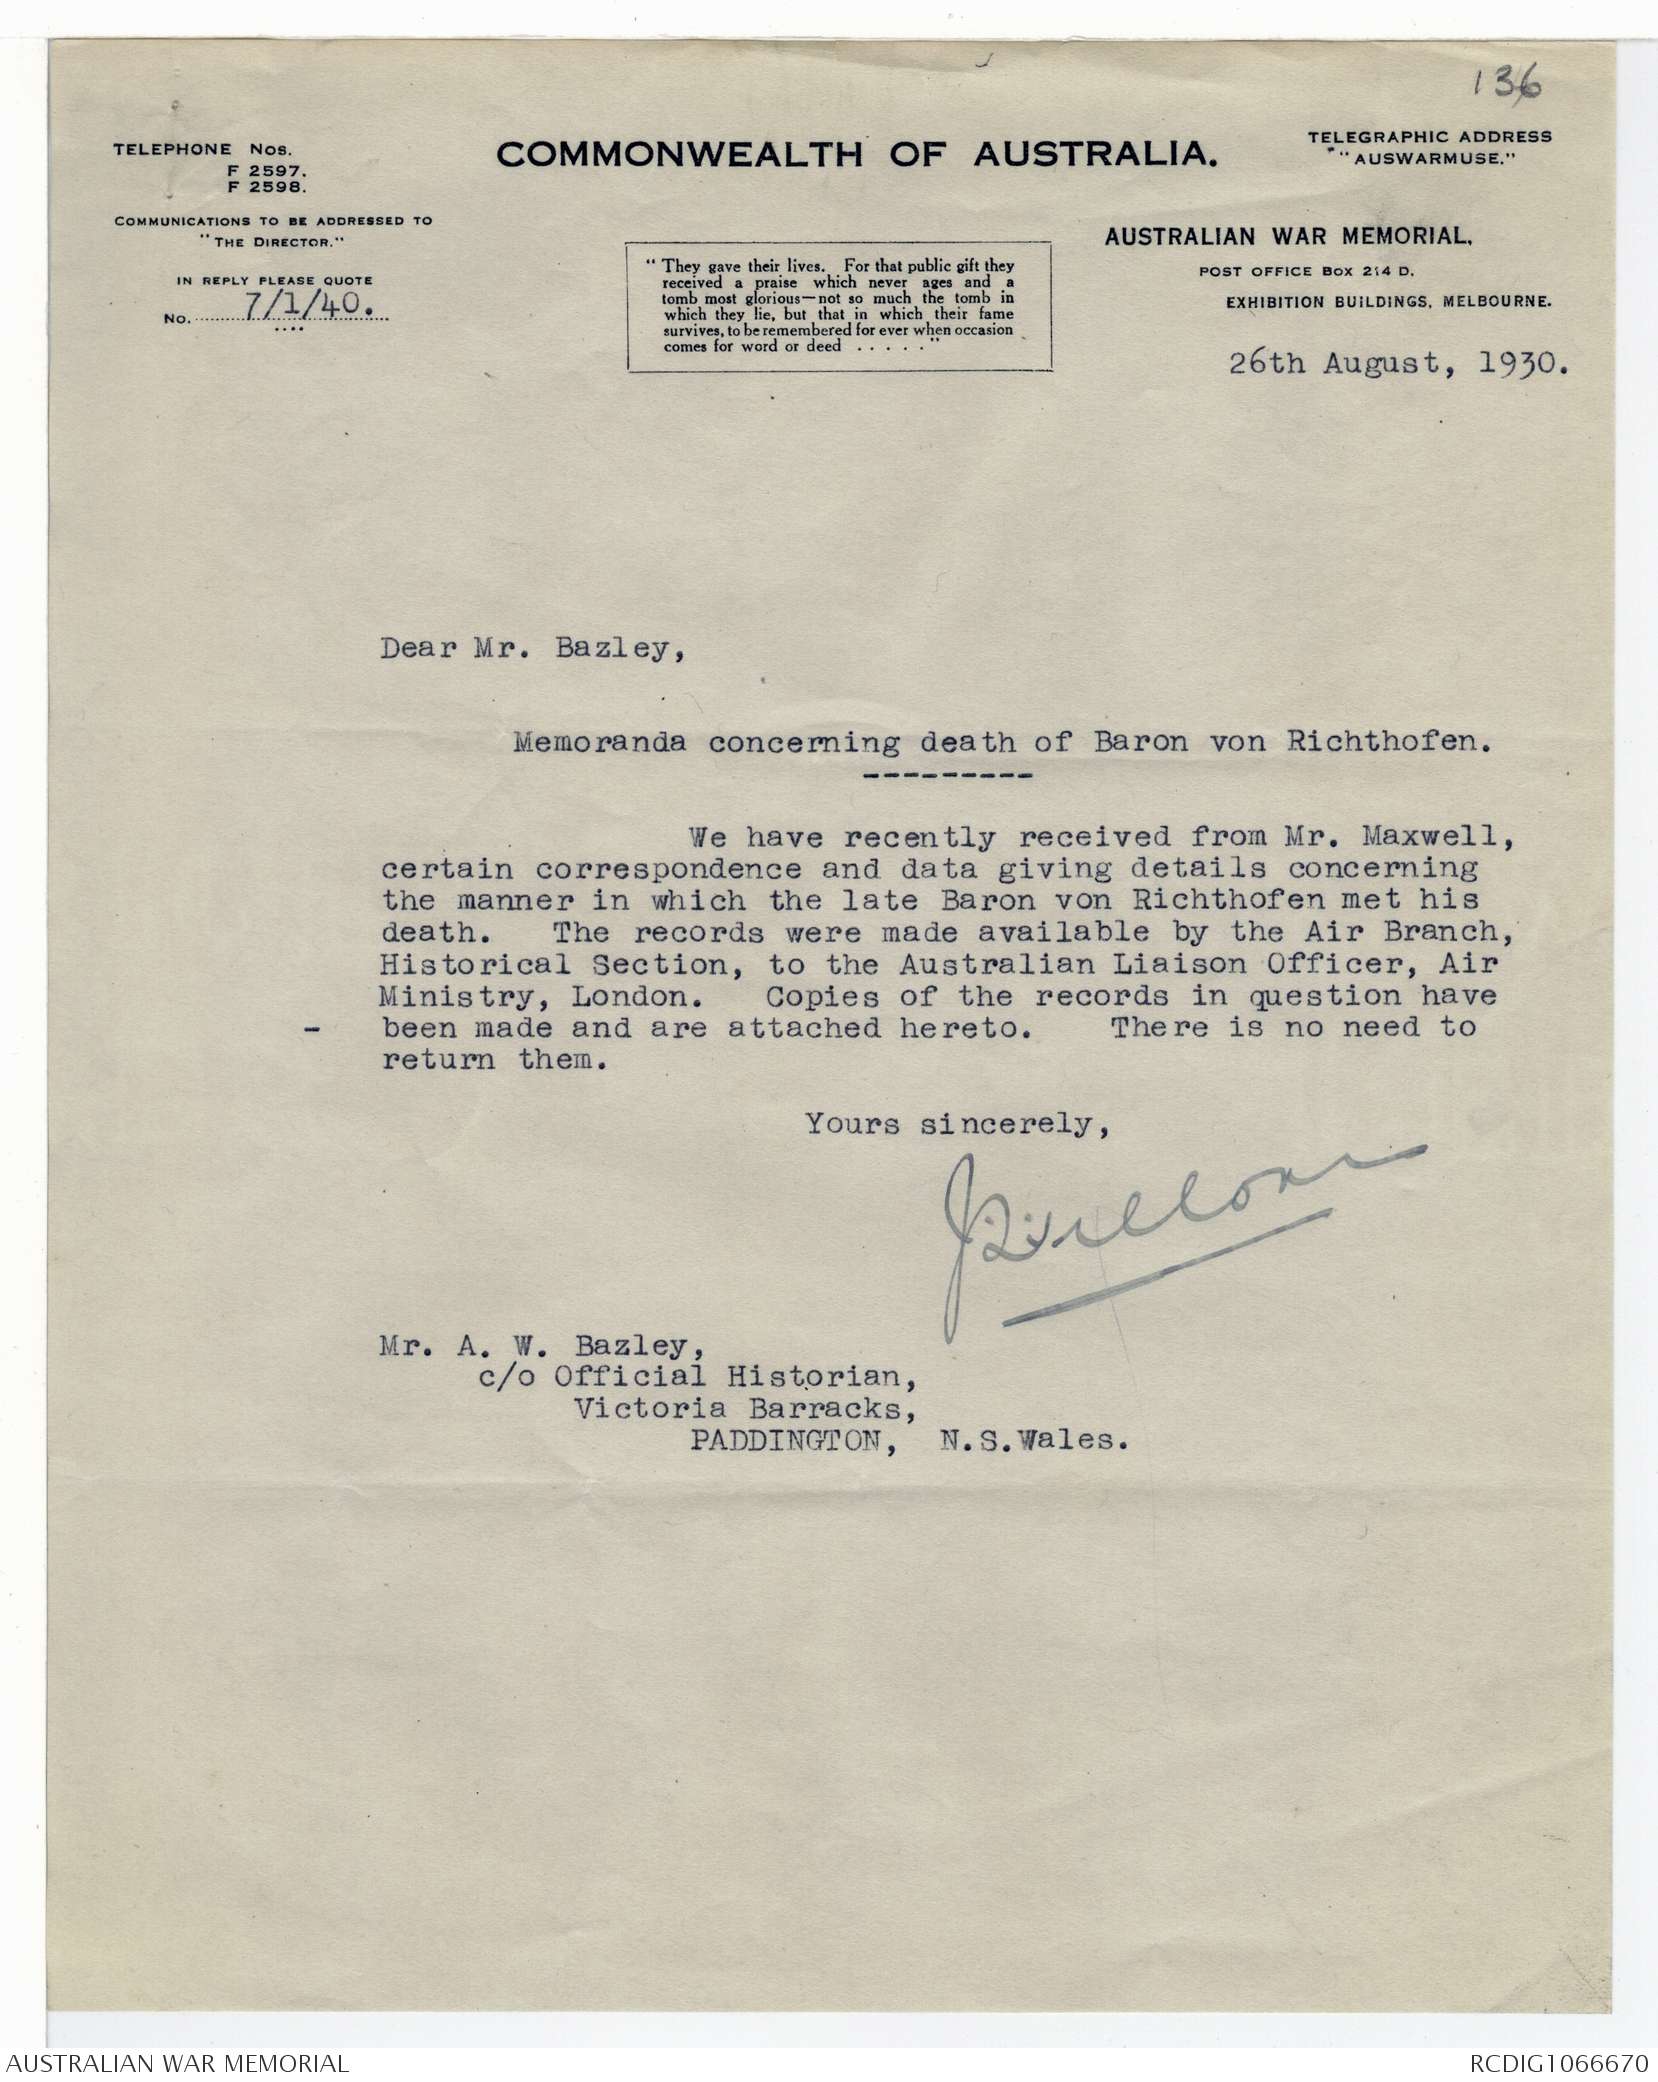 136
TELEPHONE Nos.
F 2597.
F 2598.
COMMUNICATIONS TO BE ADDRESSED TO
"THE DIRECTOR."
IN REPLY PLEASE QUOTE
No. 7/1/40.
COMMONWEALTH OF AUSTRALIA.
"They gave their lives. For that public gift they
received a praise which never ages and a
tomb most glorious—not so much the tomb in
which they lie, but that in which their fame
survives, to be remembered for ever when occasion
comes for word or deed . . . . ."
TELEGRAPHIC ADDRESS
"AUSWARMUSE."
AUSTRALIAN WAR MEMORIAL,
POST OFFICE BOX 214 D,
EXHIBITION BUILDINGS, MELBOURNE.
26th August, 1930.
Dear Mr. Bazley,
Memoranda concerning death of Baron von Richthofen.
---------
We have recently received from Mr. Maxwell,
certain correspondence and data giving details concerning
the manner in which the late Baron von Richthofen met his
death. The records were made available by the Air Branch,
Historical Section, to the Australian Liaison Officer, Air
Ministry, London. Copies of the records in question have
- been made and are attached hereto. There is no need to
return them.
Yours sincerely,
Mr. A. W. Bazley,
c/o Official Historian,
Victoria Barracks,
PADDINGTON, N.S.Wales.
AUSTRALIAN WAR MEMORIAL
RCDIG1066670